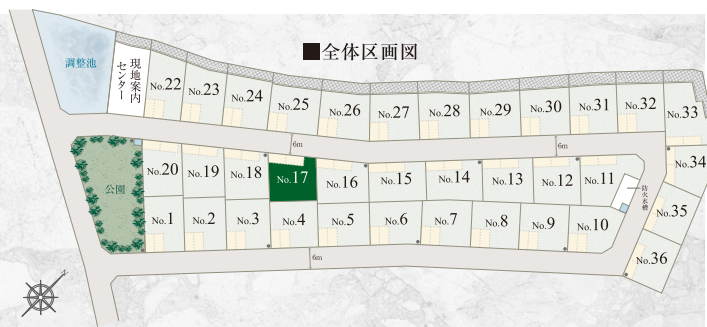 ■全体区画図
調整池
現地案内
センター
No.22
No.23
No.24
No.25
No.26
No.27
No.28
No.29
No.30
No.31
No.32
No.33
6m
6m
公園
No.20
No.19
No.18
No.17
No.16
No.15
No.14
No.13
No.12
No.11
防火水槽
No.34
No.1
No.2
No.3
No.4
No.5
No.6
No.7
No.8
No.9
No.10
No.35
No.36
6m
N